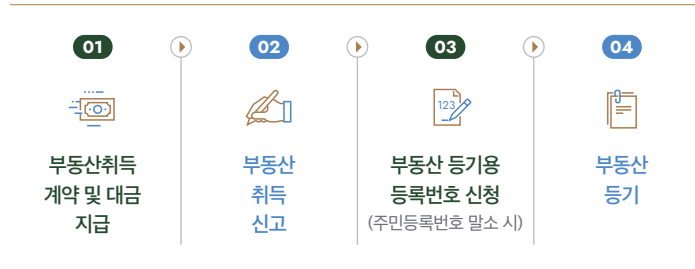 01
부동산취득
계약 및 대금
지급
02
부동산
취득
신고
03
123
부동산 등기용
등록번호 신청
(주민등록번호 말소 시)
04
부동산
등기